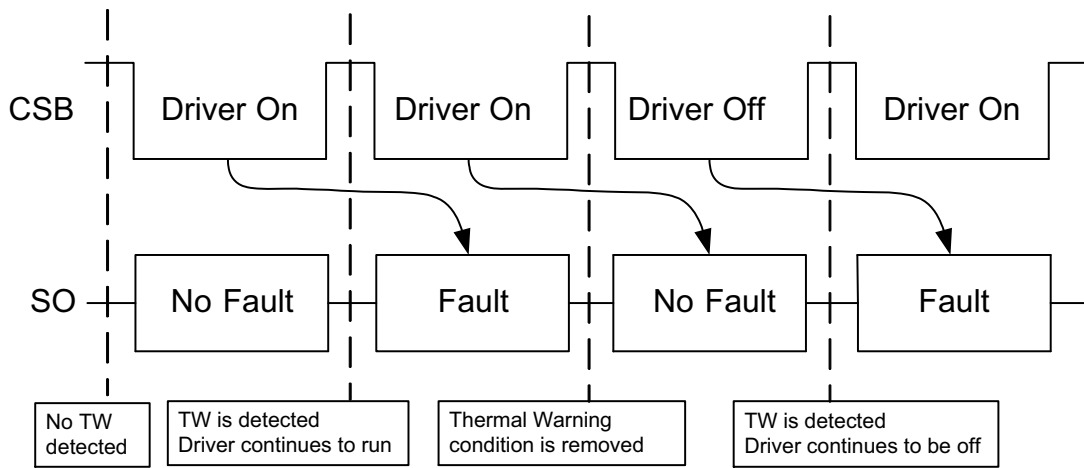 CSB
Driver On
Driver On
Driver Off
Driver On
SO
No Fault
Fault
No Fault
Fault
No TW
detected
TW is detected
Driver continues to run
Thermal Warning
condition is removed
TW is detected
Driver continues to be off